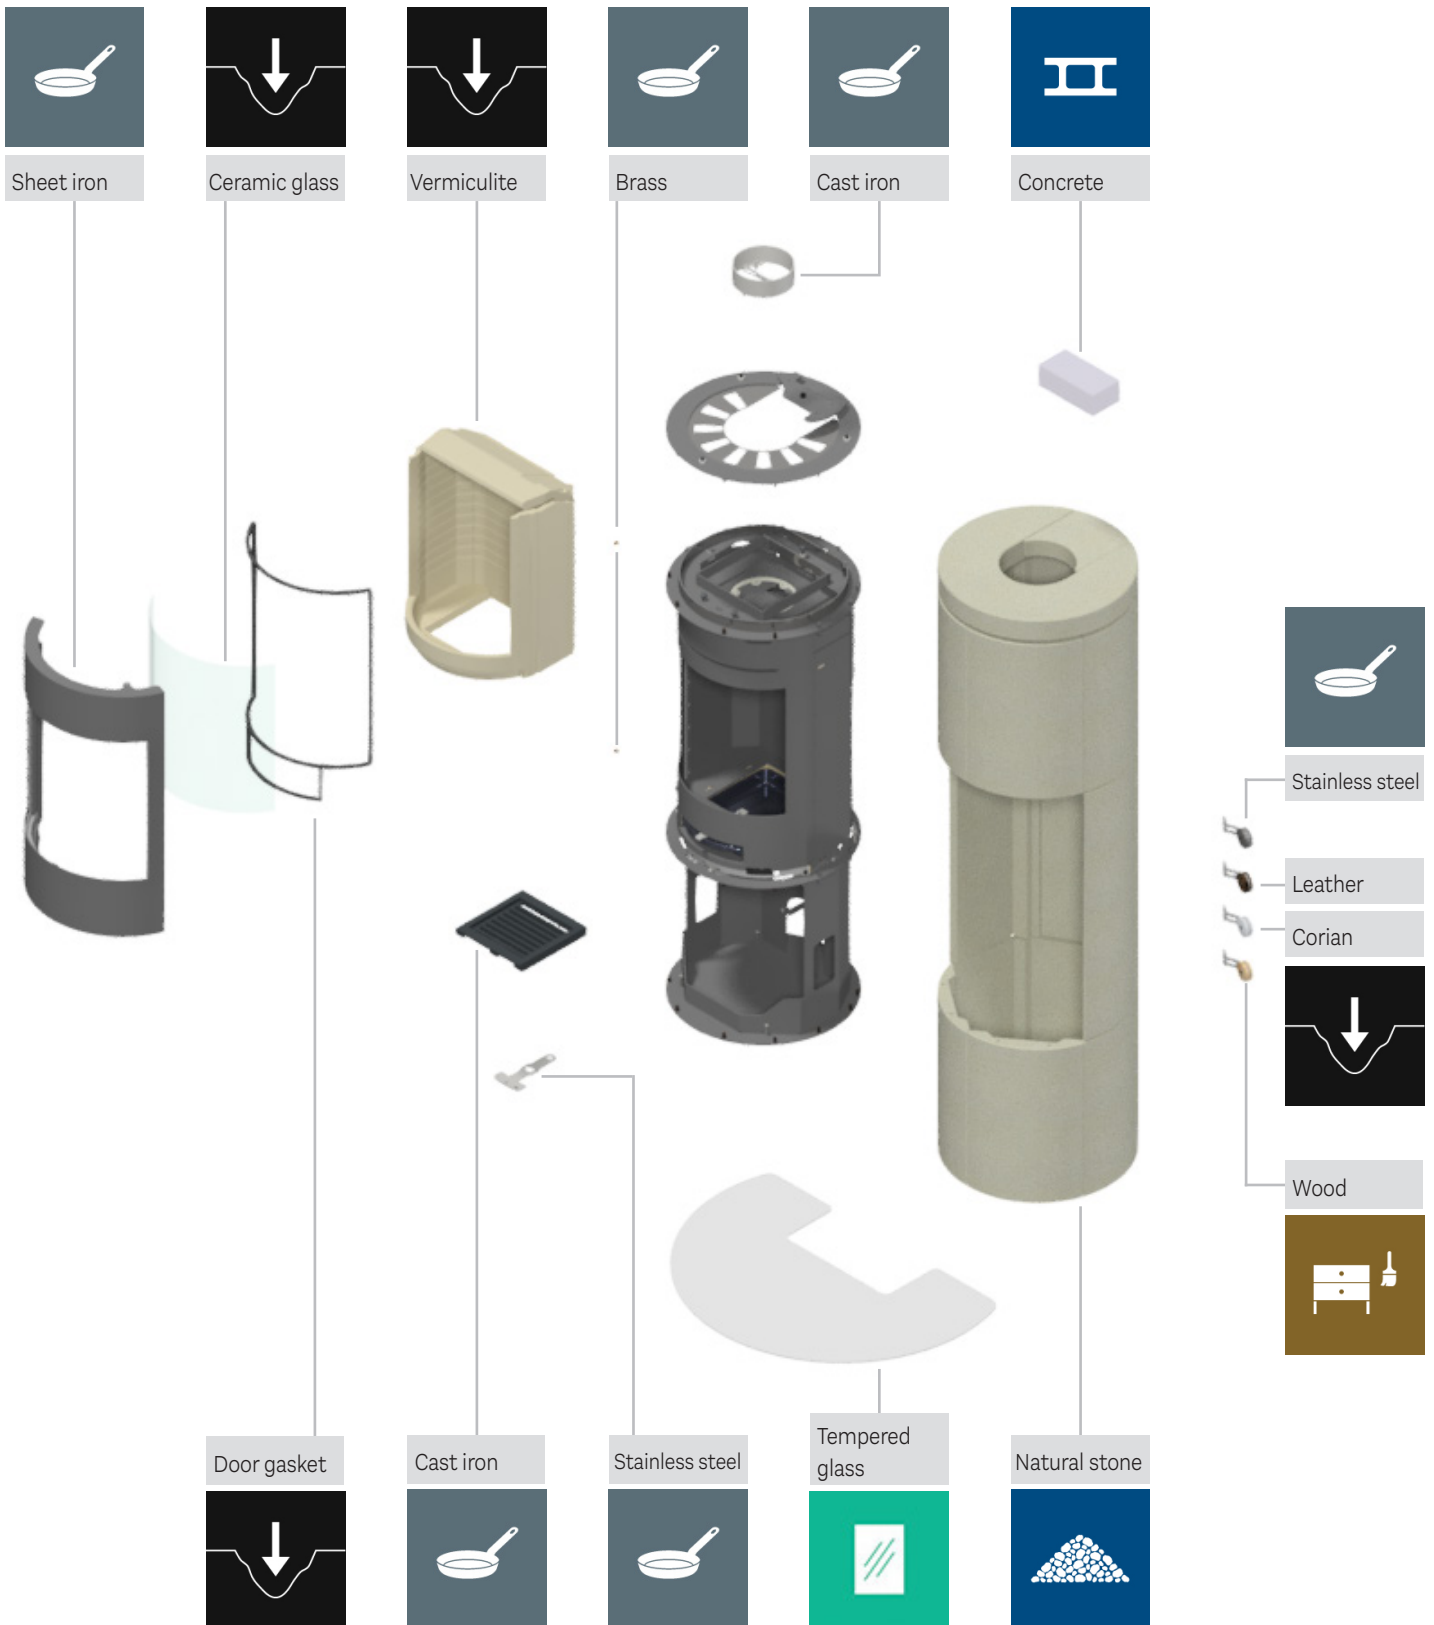 Sheet iron
Ceramic glass
Vermiculite
Brass
Cast iron
Concrete
Stainless steel
Leather
Corian
Wood
Door gasket
Cast iron
Stainless steel
Tempered
glass
Natural stone